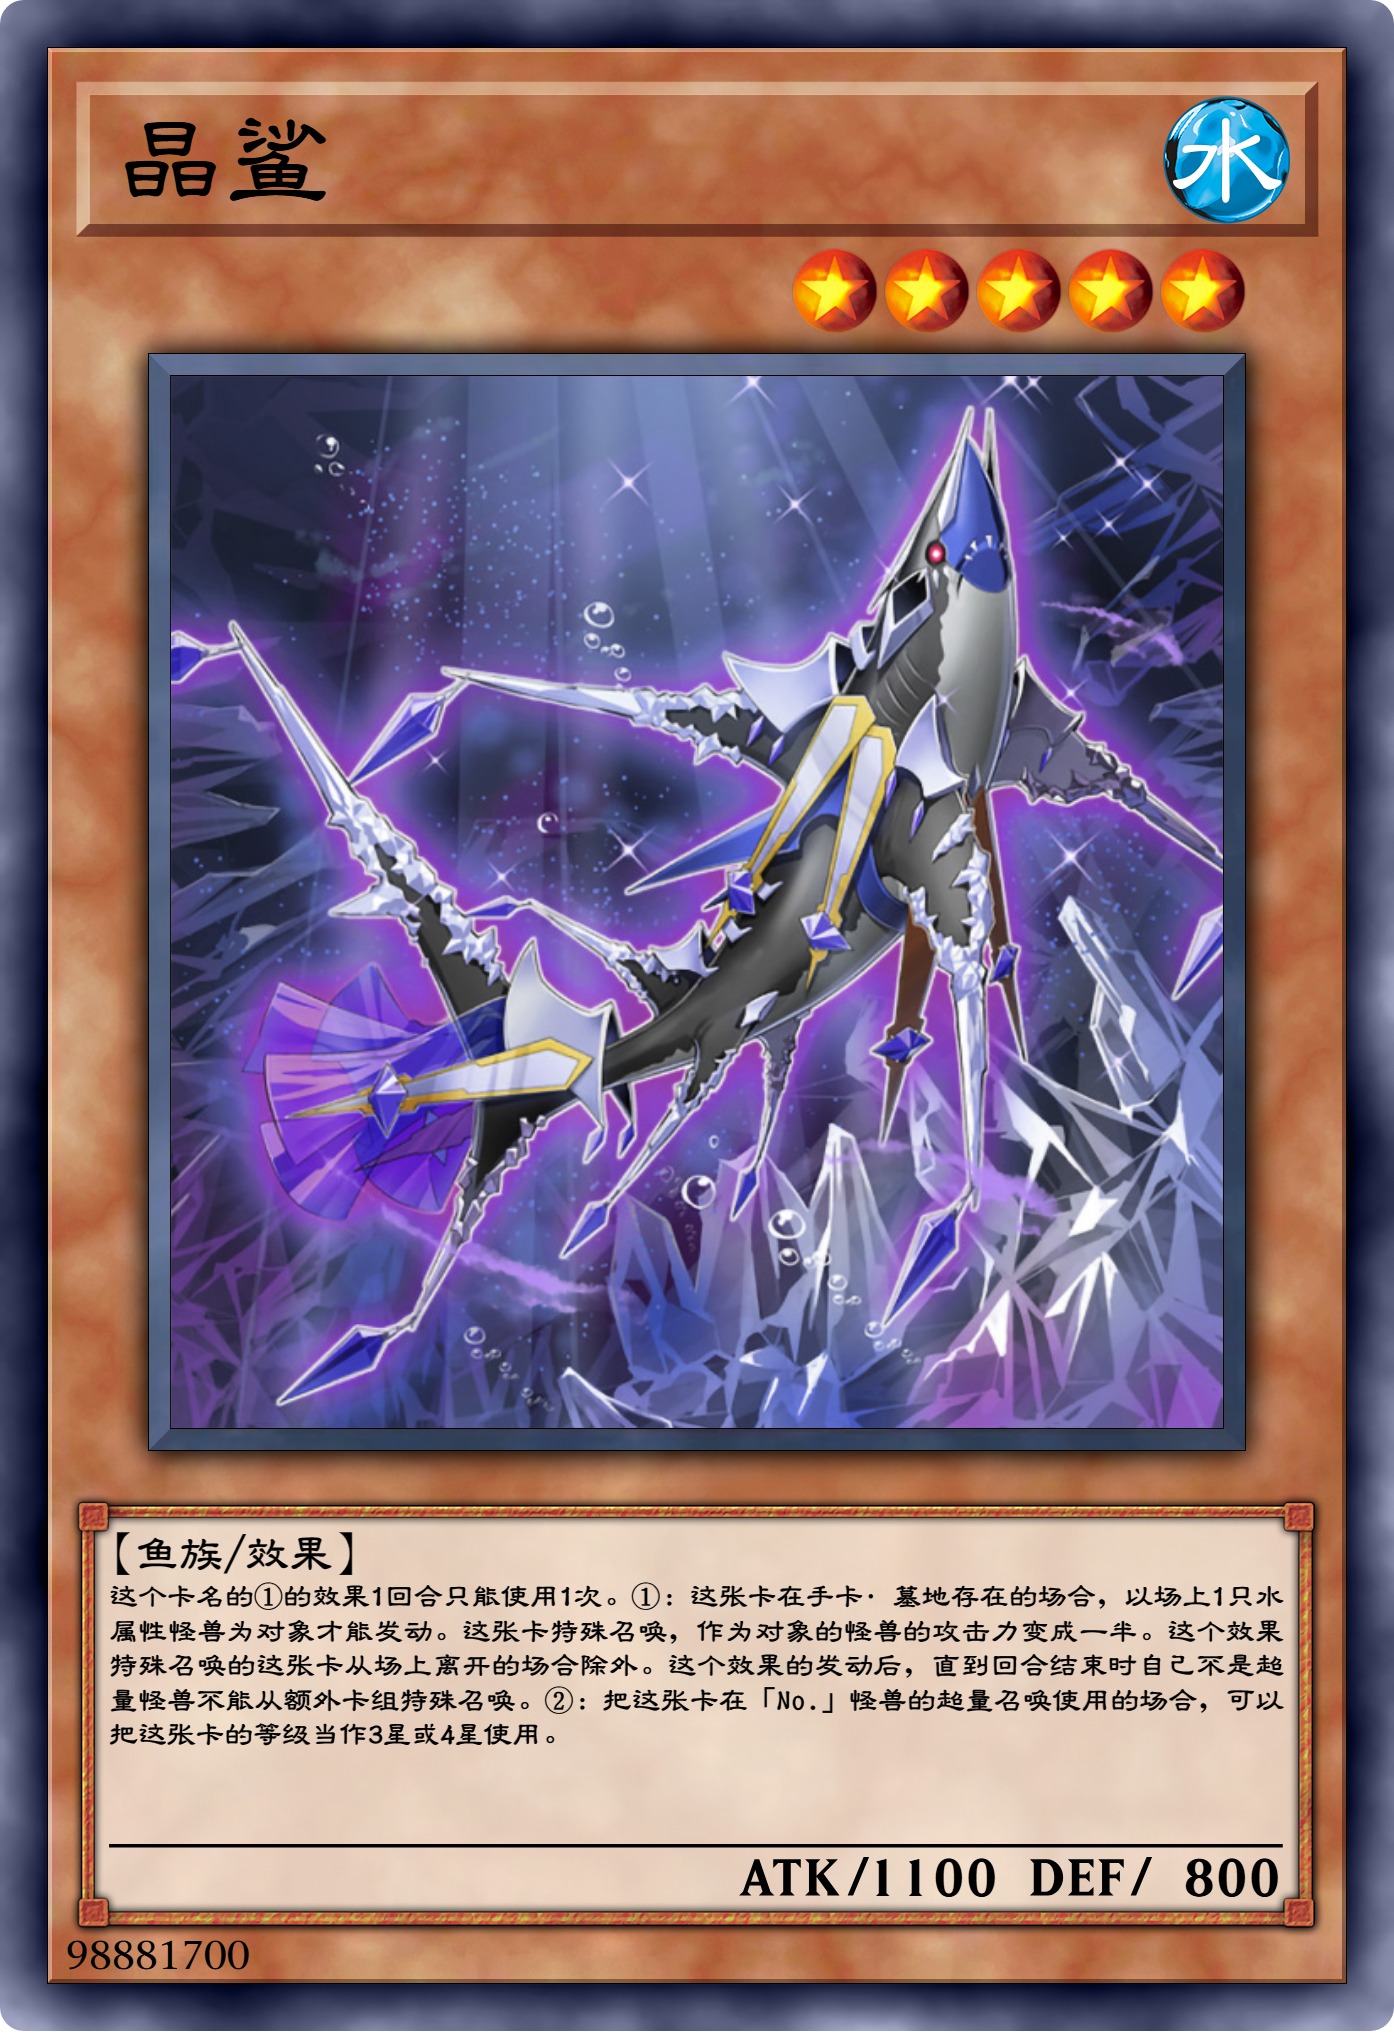 晶鲨
水
【鱼族/效果】
这个卡名的①的效果1回合只能使用1次。①：这张卡在手卡·墓地存在的场合，以场上1只水
属性怪兽为对象才能发动。这张卡特殊召唤，作为对象的怪兽的攻击力变成一半。这个效果
特殊召唤的这张卡从场上离开的场合除外。这个效果的发动后，直到回合结束时自己不是超
量怪兽不能从额外卡组特殊召唤。②：把这张卡在「No.」怪兽的超量召唤使用的场合，可以
把这张卡的等级当作3星或4星使用。
ATK/1100 DEF/ 800
98881700